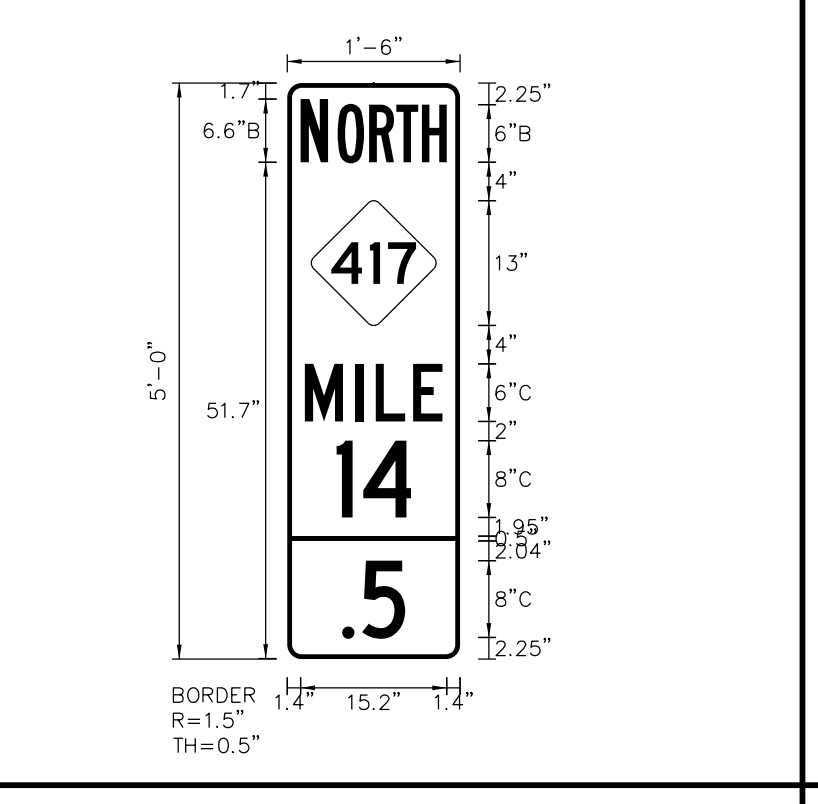 1'-6"
1.7"
2.25"
NORTH
6.6"B
6"B
4"
417
13"
4"
5'-0"
MILE
6"C
51.7"
2"
14
8"C
1.95"
0.5"
2.04"
.5
8"C
2.25"
BORDER
R=1.5"
TH=0.5"
1.4"
15.2"
1.4"